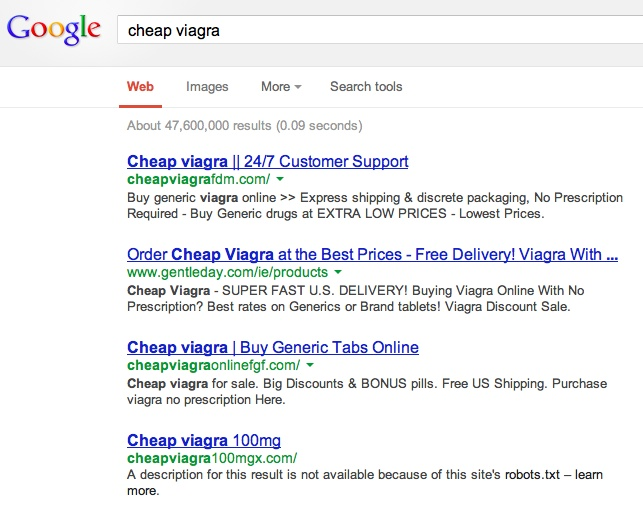 Google
cheap viagra
Web Images More Search tools
About 47,600,000 results (0.09 seconds)
Cheap viagra || 24/7 Customer Support
cheapviagrafdm.com/
Buy generic viagra online >> Express shipping & discrete packaging, No Prescription
Required - Buy Generic drugs at EXTRA LOW PRICES - Lowest Prices.
Order Cheap Viagra at the Best Prices - Free Delivery! Viagra With ...
www.gentleday.com/ie/products
Cheap Viagra - SUPER FAST U.S. DELIVERY! Buying Viagra Online With No
Prescription? Best rates on Generics or Brand tablets! Viagra Discount Sale.
Cheap viagra | Buy Generic Tabs Online
cheapviagraonlinefgf.com/
Cheap viagra for sale. Big Discounts & BONUS pills. Free US Shipping. Purchase
viagra no prescription Here.
Cheap viagra 100mg
cheapviagra100mgx.com/
A description for this result is not available because of this site's robots.txt – learn
more.